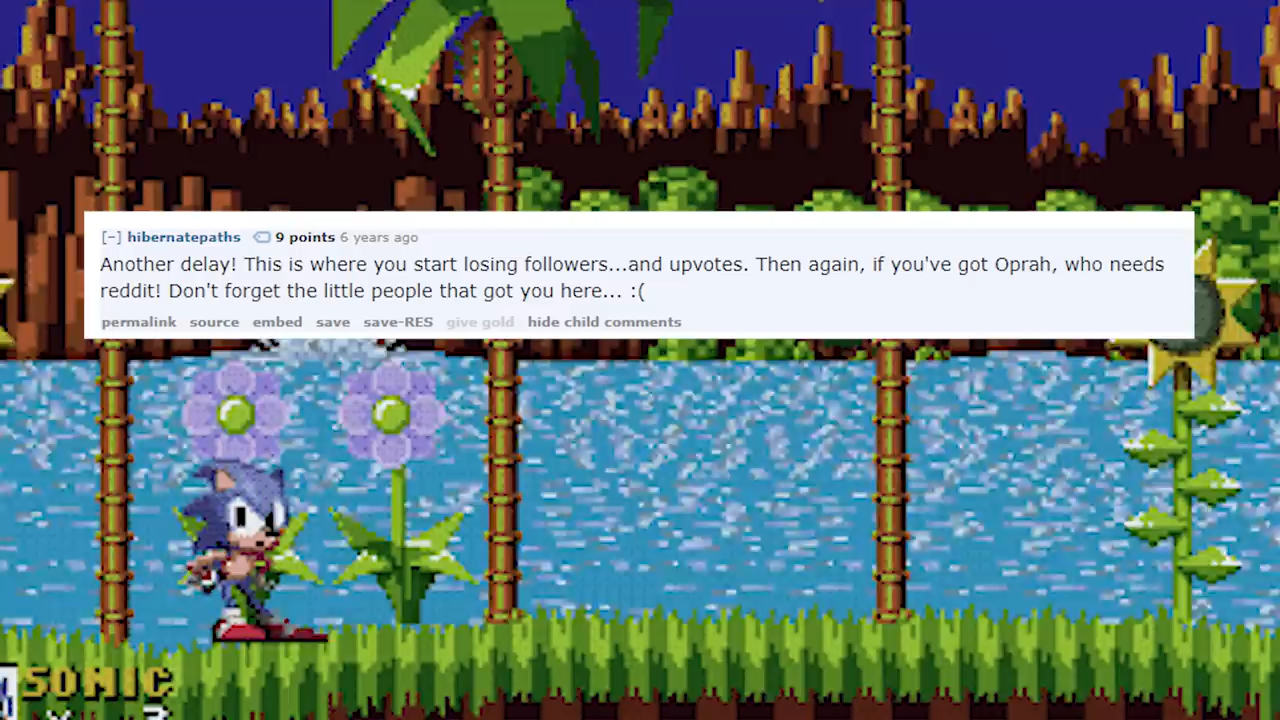 [-] hibernatepaths 9 points 6 years ago
Another delay! This is where you start losing followers...and upvotes. Then again, if you've got Oprah, who needs
reddit! Don't forget the little people that got you here... :(
permalink source embed save save-RES give gold hide child comments
SONIC